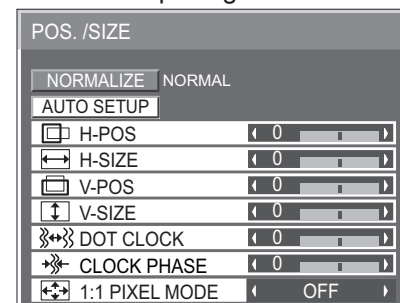 POS. /SIZE
NORMALIZE NORMAL
AUTO SETUP
H-POS 0
H-SIZE 0
V-POS 0
V-SIZE 0
DOT CLOCK 0
CLOCK PHASE 0
1:1 PIXEL MODE OFF